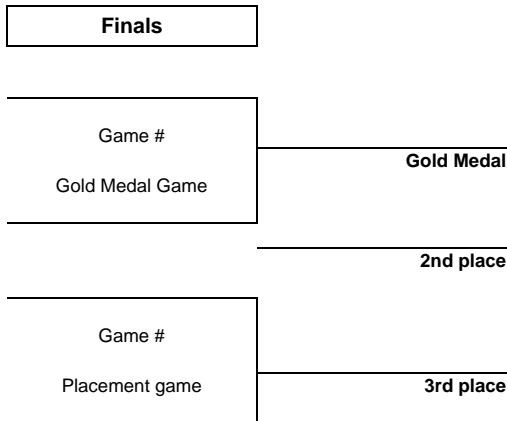 Finals
Game #
Gold Medal
Gold Medal Game
2nd place
Game #
Placement game
3rd place